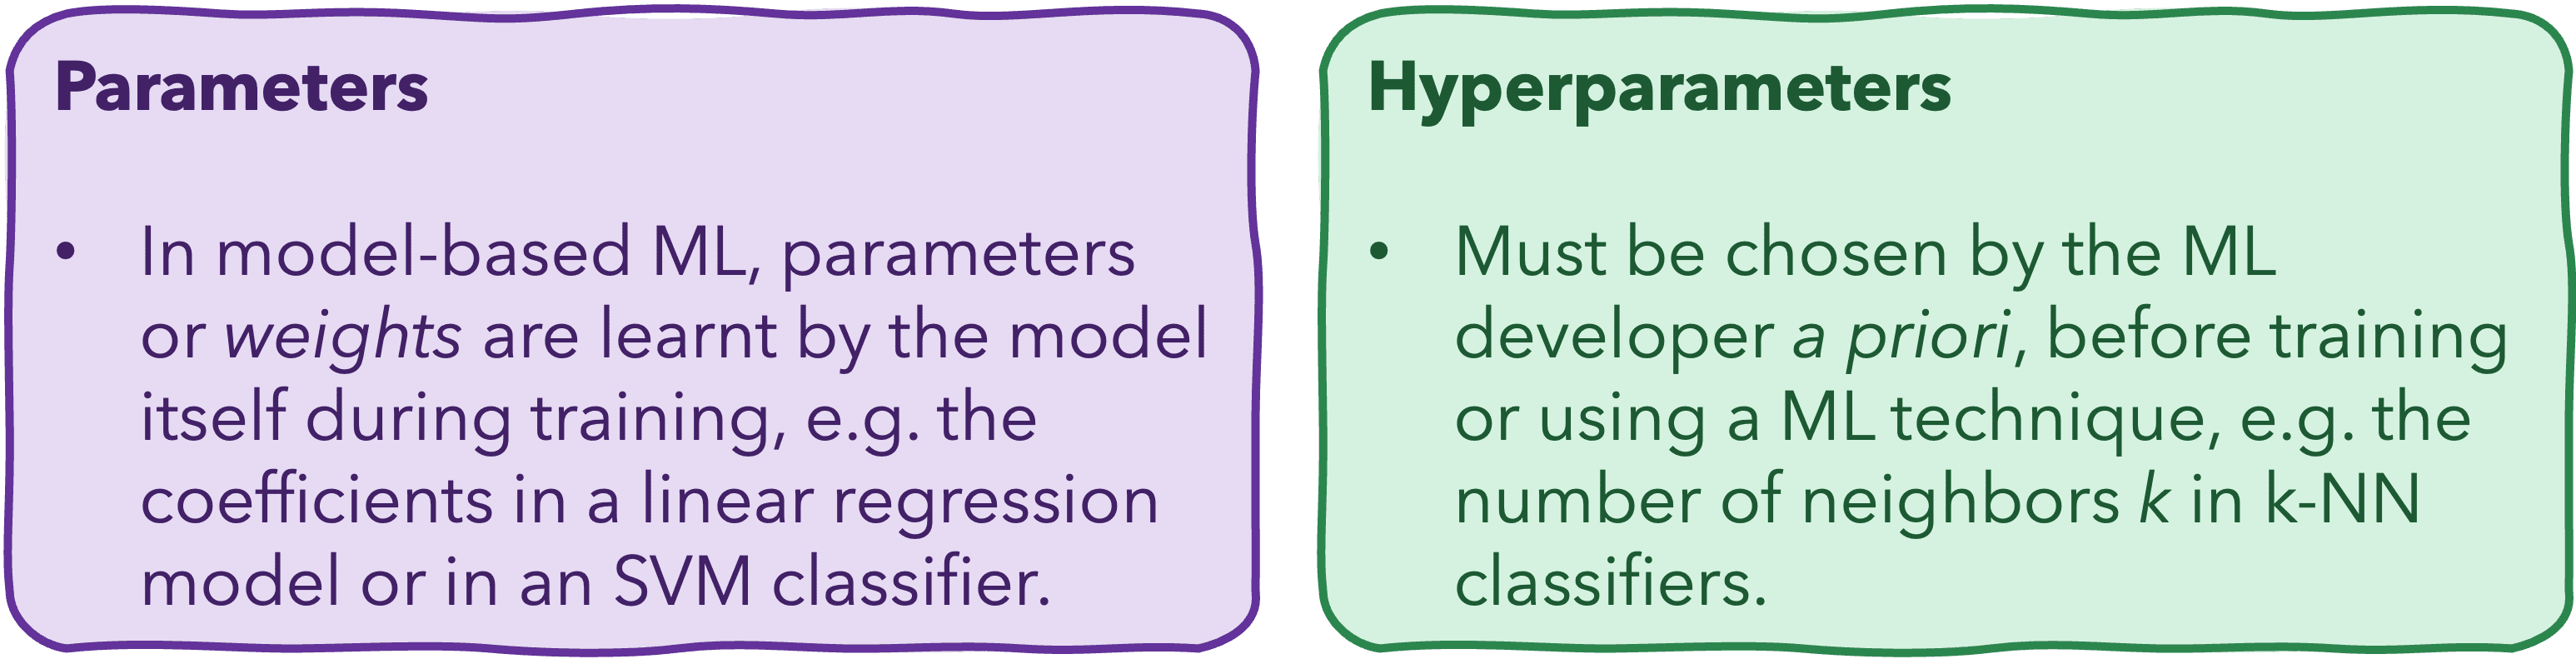 Parameters
• In model-based ML, parameters
or weights are learnt by the model
itself during training, e.g. the
coefficients in a linear regression
model or in an SVM classifier.
Hyperparameters
• Must be chosen by the ML
developer a priori, before training
or using a ML technique, e.g. the
number of neighbors k in k-NN
classifiers.